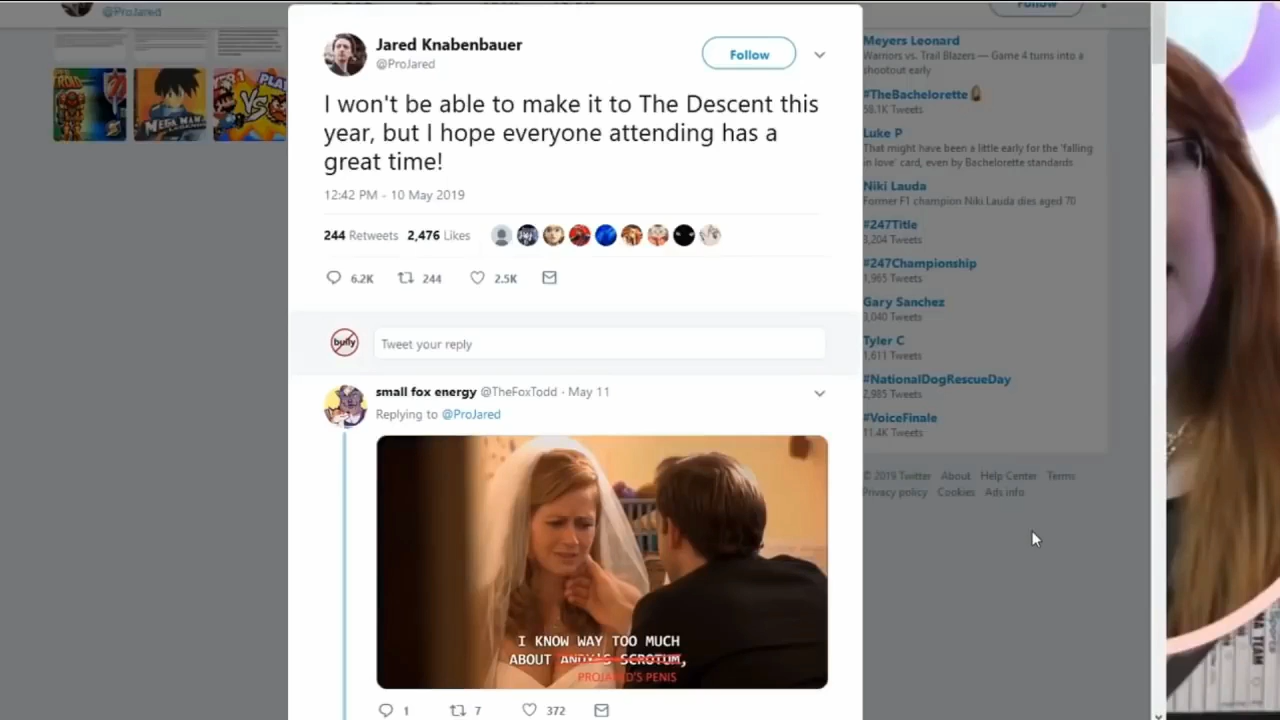 @ProJared
Follow
Jared Knabenbauer
@ProJared
Follow
I won't be able to make it to The Descent this
year, but I hope everyone attending has a
great time!
12:42 PM - 10 May 2019
244 Retweets 2,476 Likes
6.2K 244 2.5K
bully
Tweet your reply
small fox energy @TheFoxTodd · May 11
Replying to @ProJared
I KNOW WAY TOO MUCH
ABOUT ANDY'S SCROTUM,
PROJARED'S PENIS
1 7 372
MEGA MAN
VS
Meyers Leonard
Warriors vs. Trail Blazers — Game 4 turns into a
shootout early
#TheBachelorette
58.1K Tweets
Luke P
That might have been a little early for the 'falling
in love' card, even by Bachelorette standards
Niki Lauda
Former F1 champion Niki Lauda dies aged 70
#247Title
3,204 Tweets
#247Championship
1,965 Tweets
Gary Sanchez
3,040 Tweets
Tyler C
1,611 Tweets
#NationalDogRescueDay
2,985 Tweets
#VoiceFinale
11.4K Tweets
© 2019 Twitter About Help Center Terms
Privacy policy Cookies Ads info